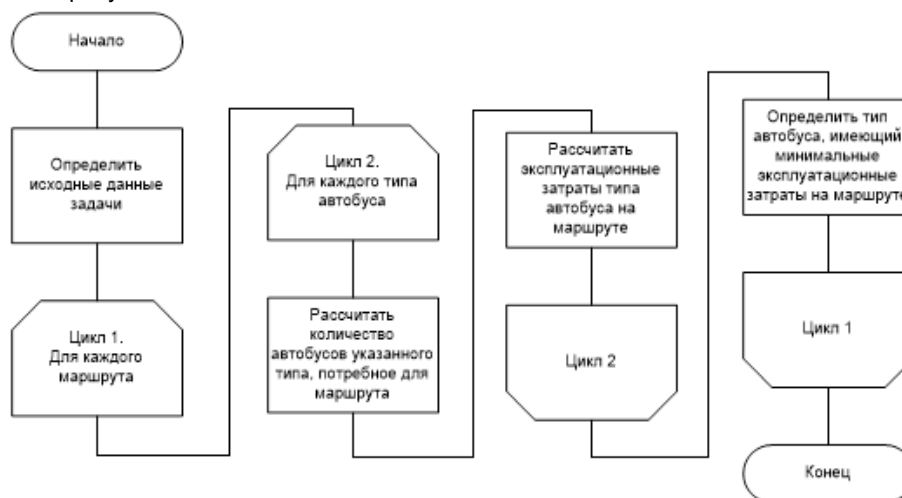 Начало
Определить
исходные данные
задачи
Цикл 1.
Для каждого
маршрута
Цикл 2.
Для каждого типа
автобуса
Рассчитать
количество
автобусов указанного
типа, потребное для
маршрута
Рассчитать
эксплуатационные
затраты типа
автобуса на
маршруте
Цикл 2
Определить тип
автобуса, имеющий
минимальные
эксплуатационные
затраты на маршруте
Цикл 1
Конец